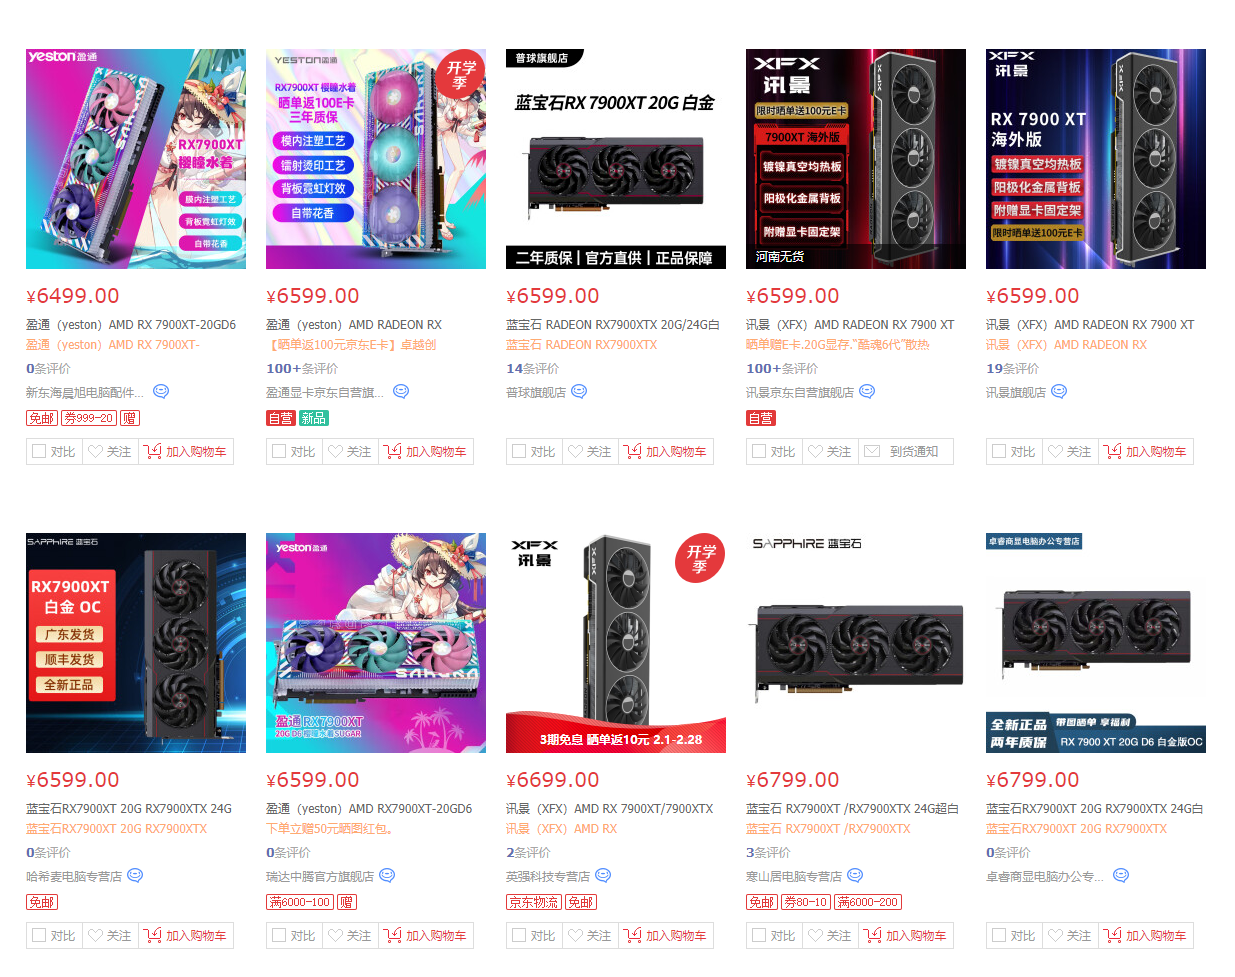 yeston盈通
RX7900XT
樱瞳水着
膜内注塑工艺
背板霓虹灯效
自带花香
¥6499.00
盈通（yeston）AMD RX 7900XT-20GD6
盈通（yeston）AMD RX 7900XT-
0条评价
新东海晨旭电脑配件...
免邮 券999-20 赠
对比 关注 加入购物车
YESTON盈通
开学季
RX7900XT 樱瞳水着
晒单返100E卡
三年质保
模内注塑工艺
镭射烫印工艺
背板霓虹灯效
自带花香
¥6599.00
盈通（yeston）AMD RADEON RX
【晒单返100元京东E卡】卓越创
100+条评价
盈通显卡京东自营旗...
自营 新品
对比 关注 加入购物车
普球旗舰店
蓝宝石RX 7900XT 20G 白金
二年质保 | 官方直供 | 正品保障
¥6599.00
蓝宝石 RADEON RX7900XTX 20G/24G白
蓝宝石 RADEON RX7900XTX
14条评价
普球旗舰店
对比 关注 加入购物车
XFX
讯景
限时晒单送100元E卡
7900XT 海外版
镀镍真空均热板
阳极化金属背板
附赠显卡固定架
河南无货
¥6599.00
讯景（XFX）AMD RADEON RX 7900 XT
晒单赠E卡.20G显存.“酷魂6代”散热
100+条评价
讯景京东自营旗舰店
自营
对比 关注 到货通知
XFX
讯景
RX 7900 XT
海外版
镀镍真空均热板
阳极化金属背板
附赠显卡固定架
限时晒单送100元E卡
¥6599.00
讯景（XFX）AMD RADEON RX 7900 XT
讯景（XFX）AMD RADEON RX
19条评价
讯景旗舰店
对比 关注 加入购物车
SAPPHIRE 蓝宝石
RX7900XT
白金 OC
广东发货
顺丰发货
全新正品
¥6599.00
蓝宝石RX7900XT 20G RX7900XTX 24G
蓝宝石RX7900XT 20G RX7900XTX
0条评价
哈希麦电脑专营店
免邮
对比 关注 加入购物车
yeston盈通
SAKURA
盈通 RX7900XT
20G D6 樱瞳水着SUGAR
¥6599.00
盈通（yeston）AMD RX7900XT-20GD6
下单立赠50元晒图红包。
0条评价
瑞达中腾官方旗舰店
满6000-100 赠
对比 关注 加入购物车
XFX
讯景
开学季
3期免息 晒单返10元 2.1-2.28
¥6699.00
讯景（XFX）AMD RX 7900XT/7900XTX
讯景（XFX）AMD RX
2条评价
英强科技专营店
京东物流 免邮
对比 关注 加入购物车
SAPPHIRE 蓝宝石
¥6799.00
蓝宝石 RX7900XT /RX7900XTX 24G超白
蓝宝石 RX7900XT /RX7900XTX
3条评价
寒山居电脑专营店
免邮 券80-10 满6000-200
对比 关注 加入购物车
卓睿商显电脑办公专营店
全新正品
两年质保
带图晒单 享福利
RX 7900 XT 20G D6 白金版OC
¥6799.00
蓝宝石RX7900XT 20G RX7900XTX 24G白
蓝宝石RX7900XT 20G RX7900XTX
0条评价
卓睿商显电脑办公专...
对比 关注 加入购物车